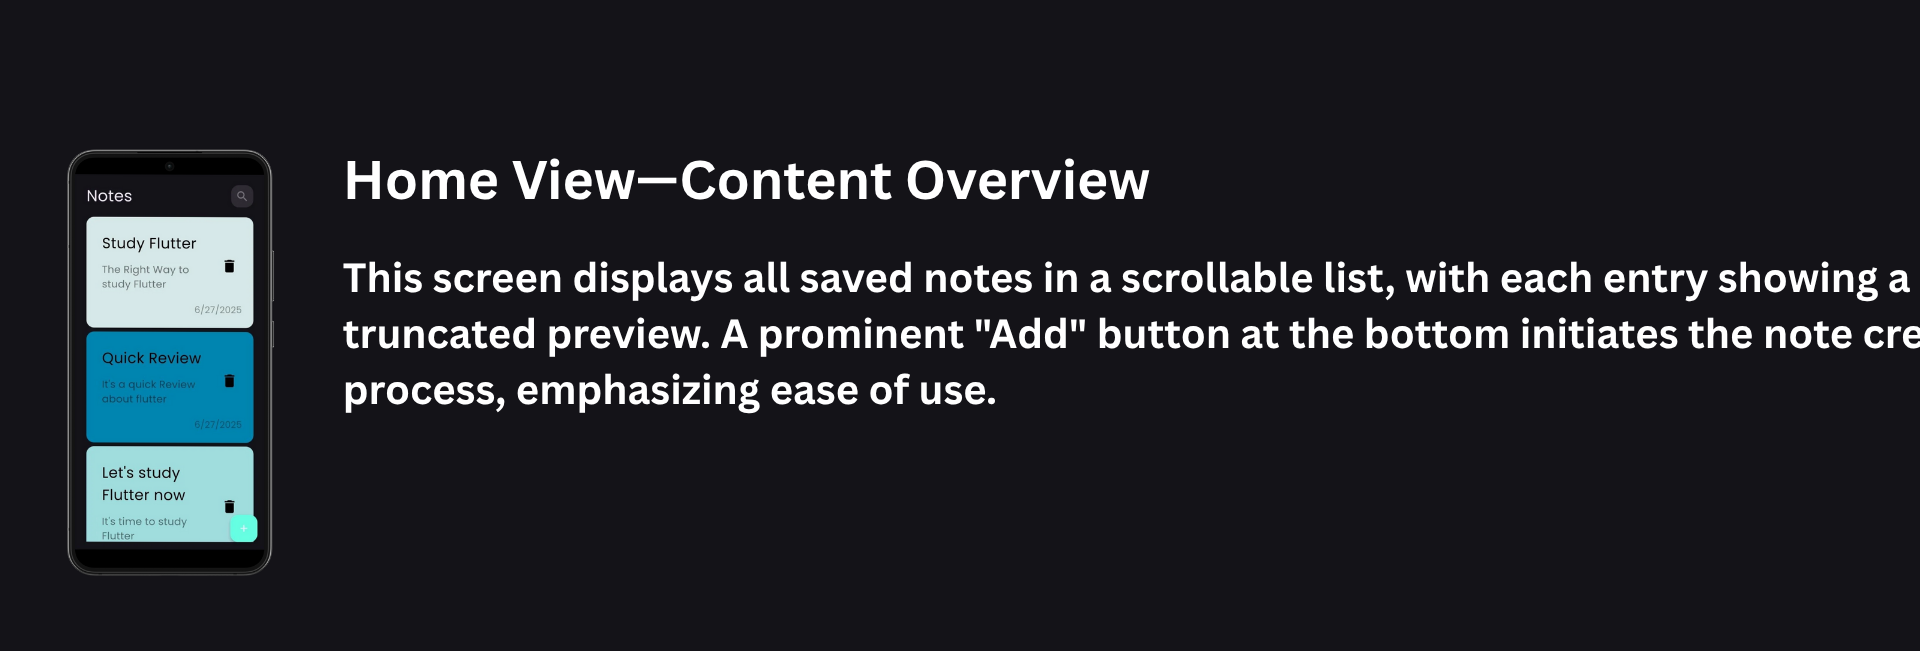 Notes
Study Flutter
The Right Way to
study Flutter
6/27/2025
Quick Review
It's a quick Review
about flutter
6/27/2025
Let's study
Flutter now
It's time to study
Flutter
+
Home View—Content Overview
This screen displays all saved notes in a scrollable list, with each entry showing a
truncated preview. A prominent "Add" button at the bottom initiates the note cre
process, emphasizing ease of use.